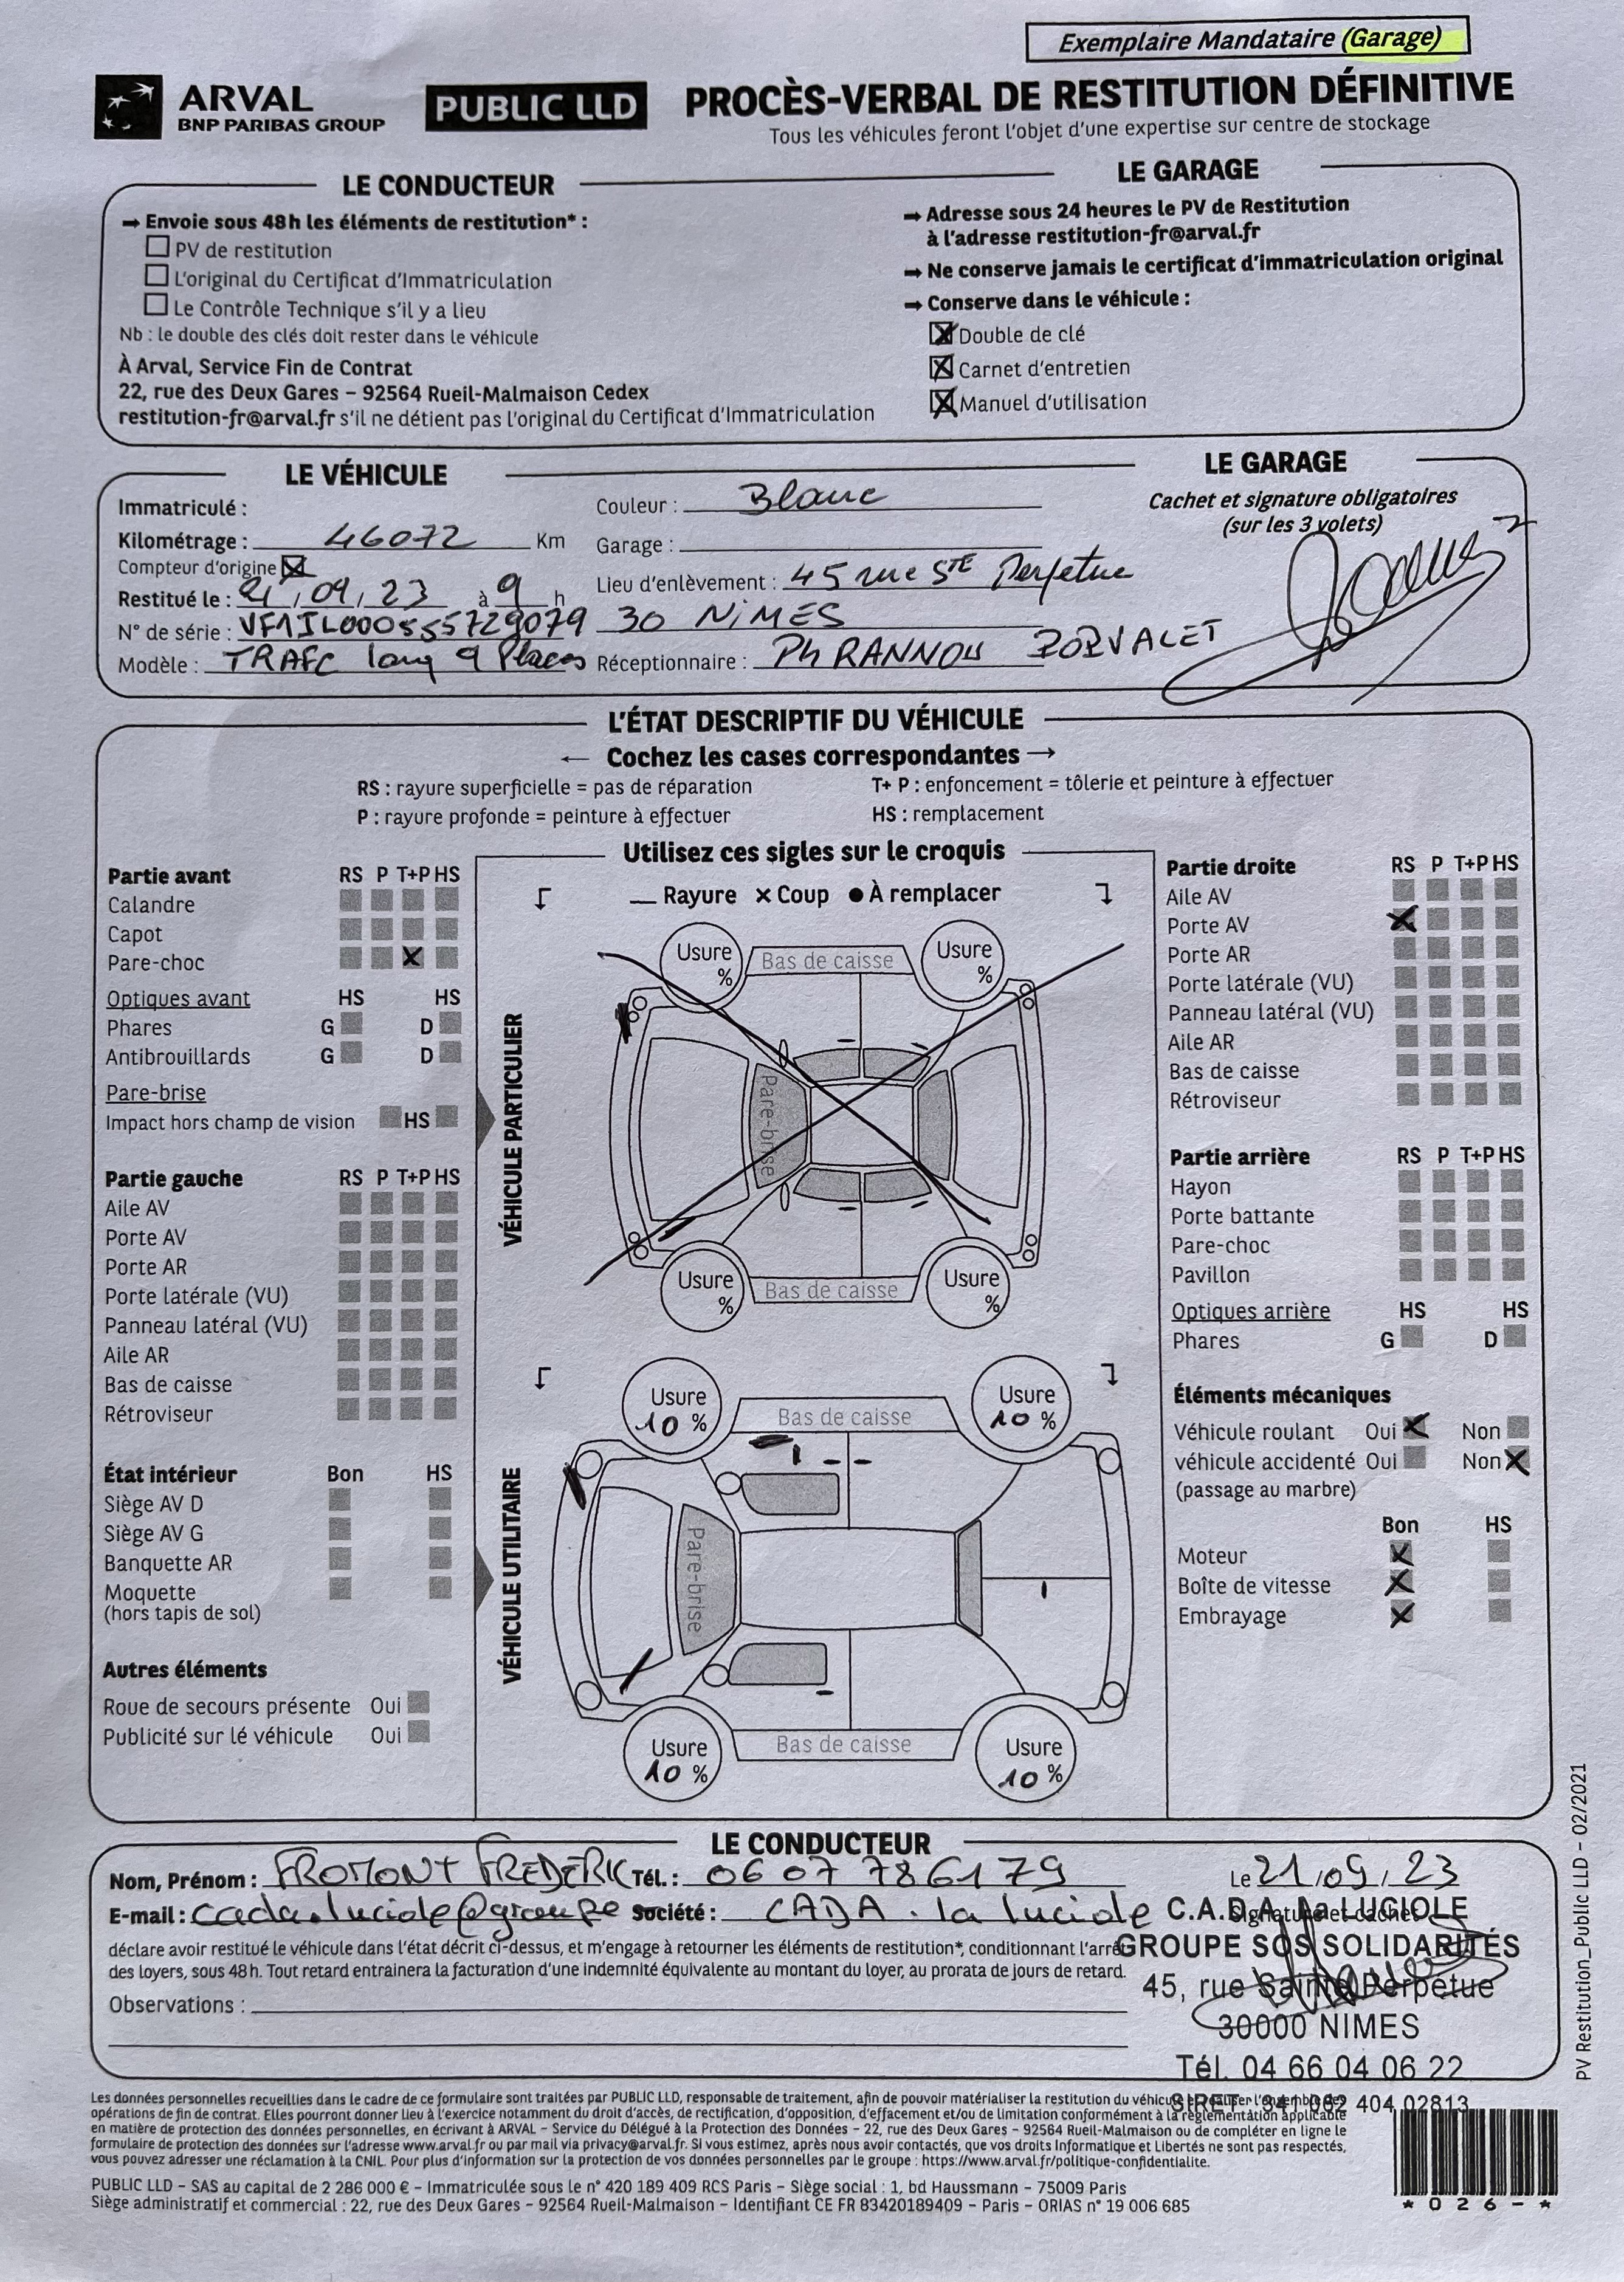 Exemplaire Mandataire (Garage)
ARVAL
BNP PARIBAS GROUP
PUBLIC LLD
PROCÈS-VERBAL DE RESTITUTION DÉFINITIVE
Tous les véhicules feront l'objet d'une expertise sur centre de stockage
LE CONDUCTEUR
→ Envoie sous 48h les éléments de restitution* :
PV de restitution
L'original du Certificat d'Immatriculation
Le Contrôle Technique s'il y a lieu
Nb : le double des clés doit rester dans le véhicule
À Arval, Service Fin de Contrat
22, rue des Deux Gares – 92564 Rueil-Malmaison Cedex
restitution-fr@arval.fr s'il ne détient pas l'original du Certificat d'Immatriculation
LE GARAGE
→ Adresse sous 24 heures le PV de Restitution
à l'adresse restitution-fr@arval.fr
→ Ne conserve jamais le certificat d'immatriculation original
→ Conserve dans le véhicule :
Double de clé
Carnet d'entretien
Manuel d'utilisation
LE VÉHICULE
Immatriculé :
Kilométrage : 46072 Km
Compteur d'origine
Restitué le : 21/09/23 à 9 h
N° de série : VF1JL000555729079
Modèle : TRAFC long 9 Places
Couleur : Blanc
Garage :
Lieu d'enlèvement : 45 rue STE Perpetue
30 NIMES
Réceptionnaire : Ph RANNOU
LE GARAGE
Cachet et signature obligatoires
(sur les 3 volets)
L'ÉTAT DESCRIPTIF DU VÉHICULE
← Cochez les cases correspondantes →
RS : rayure superficielle = pas de réparation
T+ P : enfoncement = tôlerie et peinture à effectuer
P : rayure profonde = peinture à effectuer
HS : remplacement
Partie avant RS P T+P HS
Calandre
Capot
Pare-choc
Optiques avant HS HS
Phares G D
Antibrouillards G D
Pare-brise
Impact hors champ de vision HS
Partie gauche RS P T+P HS
Aile AV
Porte AV
Porte AR
Porte latérale (VU)
Panneau latéral (VU)
Aile AR
Bas de caisse
Rétroviseur
État intérieur Bon HS
Siège AV D
Siège AV G
Banquette AR
Moquette
(hors tapis de sol)
Autres éléments
Roue de secours présente Oui
Publicité sur lé véhicule Oui
Utilisez ces sigles sur le croquis
— Rayure × Coup ● À remplacer
VÉHICULE PARTICULIER
Usure % Bas de caisse Usure %
Pare-brise
Usure % Bas de caisse Usure %
VÉHICULE UTILITAIRE
Usure 10 % Bas de caisse Usure 10 %
Pare-brise
Usure 10 % Bas de caisse Usure 10 %
Partie droite RS P T+P HS
Aile AV
Porte AV
Porte AR
Porte latérale (VU)
Panneau latéral (VU)
Aile AR
Bas de caisse
Rétroviseur
Partie arrière RS P T+P HS
Hayon
Porte battante
Pare-choc
Pavillon
Optiques arrière HS HS
Phares G D
Éléments mécaniques
Véhicule roulant Oui Non
véhicule accidenté Oui Non
(passage au marbre)
Bon HS
Moteur
Boîte de vitesse
Embrayage
LE CONDUCTEUR
Nom, Prénom : FROMONT FREDERIC Tél. : 06 07 78 61 79
Le 21/09/23
E-mail : cada.luciole@groupe Société : CADA . la luciole
Signature et cachet
déclare avoir restitué le véhicule dans l'état décrit ci-dessus, et m'engage à retourner les éléments de restitution*, conditionnant l'arrêt
des loyers, sous 48h. Tout retard entrainera la facturation d'une indemnité équivalente au montant du loyer, au prorata de jours de retard.
Observations :
C.A.D.A. La LUCIOLE
GROUPE SOS SOLIDARITÉS
45, rue Sainte Perpétue
30000 NIMES
Tél. 04 66 04 06 22
SIRET : 341 062 404 02813
Les données personnelles recueillies dans le cadre de ce formulaire sont traitées par PUBLIC LLD, responsable de traitement, afin de pouvoir matérialiser la restitution du véhicule et réaliser l'ensemble des
opérations de fin de contrat. Elles pourront donner lieu à l'exercice notamment du droit d'accès, de rectification, d'opposition, d'effacement et/ou de limitation conformément à la règlementation applicable
en matière de protection des données personnelles, en écrivant à ARVAL – Service du Délégué à la Protection des Données – 22, rue des Deux Gares – 92564 Rueil-Malmaison ou de compléter en ligne le
formulaire de protection des données sur l'adresse www.arval.fr ou par mail via privacy@arval.fr. SI vous estimez, après nous avoir contactés, que vos droits Informatique et Libertés ne sont pas respectés,
vous pouvez adresser une réclamation à la CNIL. Pour plus d'information sur la protection de vos données personnelles par le groupe : https://www.arval.fr/politique-confidentialite.
PUBLIC LLD – SAS au capital de 2 286 000 € – Immatriculée sous le n° 420 189 409 RCS Paris – Siège social : 1, bd Haussmann – 75009 Paris
Siège administratif et commercial : 22, rue des Deux Gares – 92564 Rueil-Malmaison – Identifiant CE FR 83420189409 – Paris – ORIAS n° 19 006 685
* 0 2 6 - *
PV Restitution_Public LLD – 02/2021